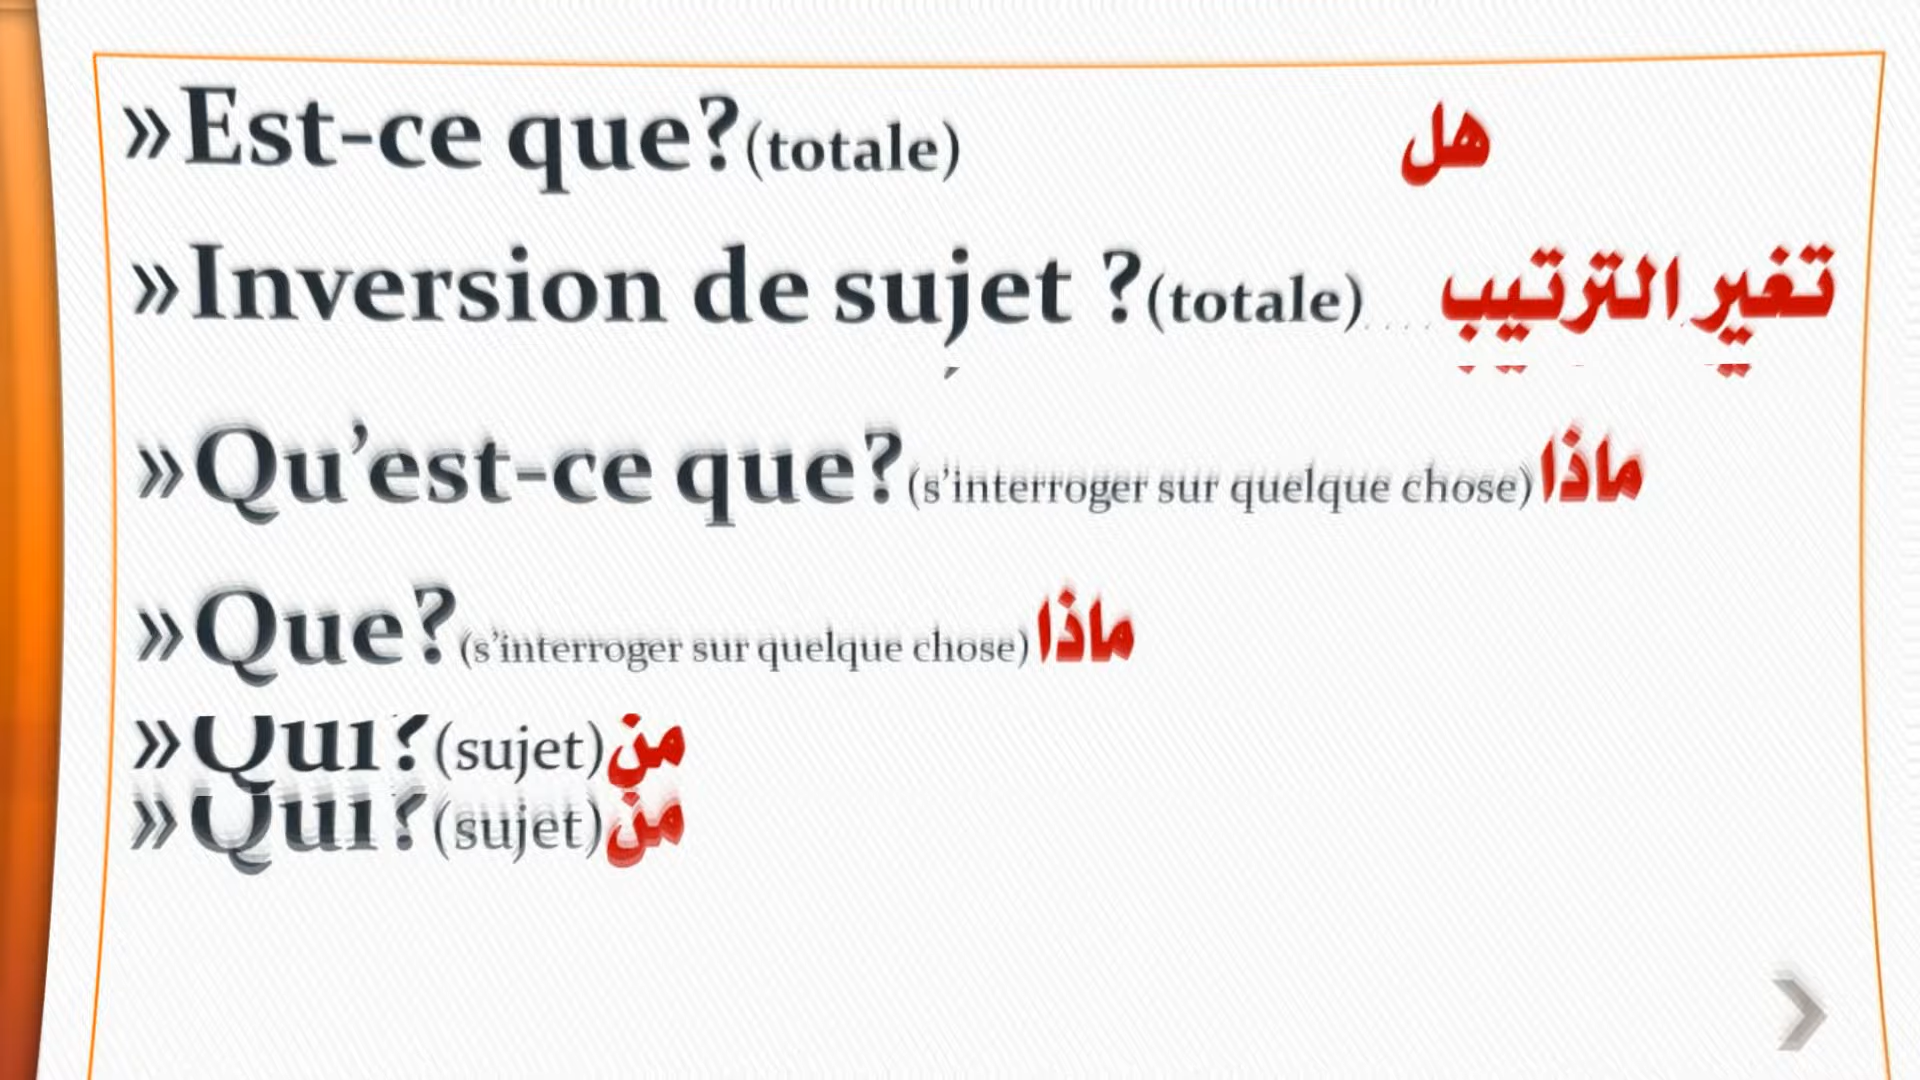 » Est-ce que?(totale) هل
» Inversion de sujet ?(totale).... تغير الترتيب
» Qu’est-ce que?(s’interroger sur quelque chose) ماذا
» Que?(s’interroger sur quelque chose) ماذا
» Qui?(sujet) من
» Qui?(sujet) من